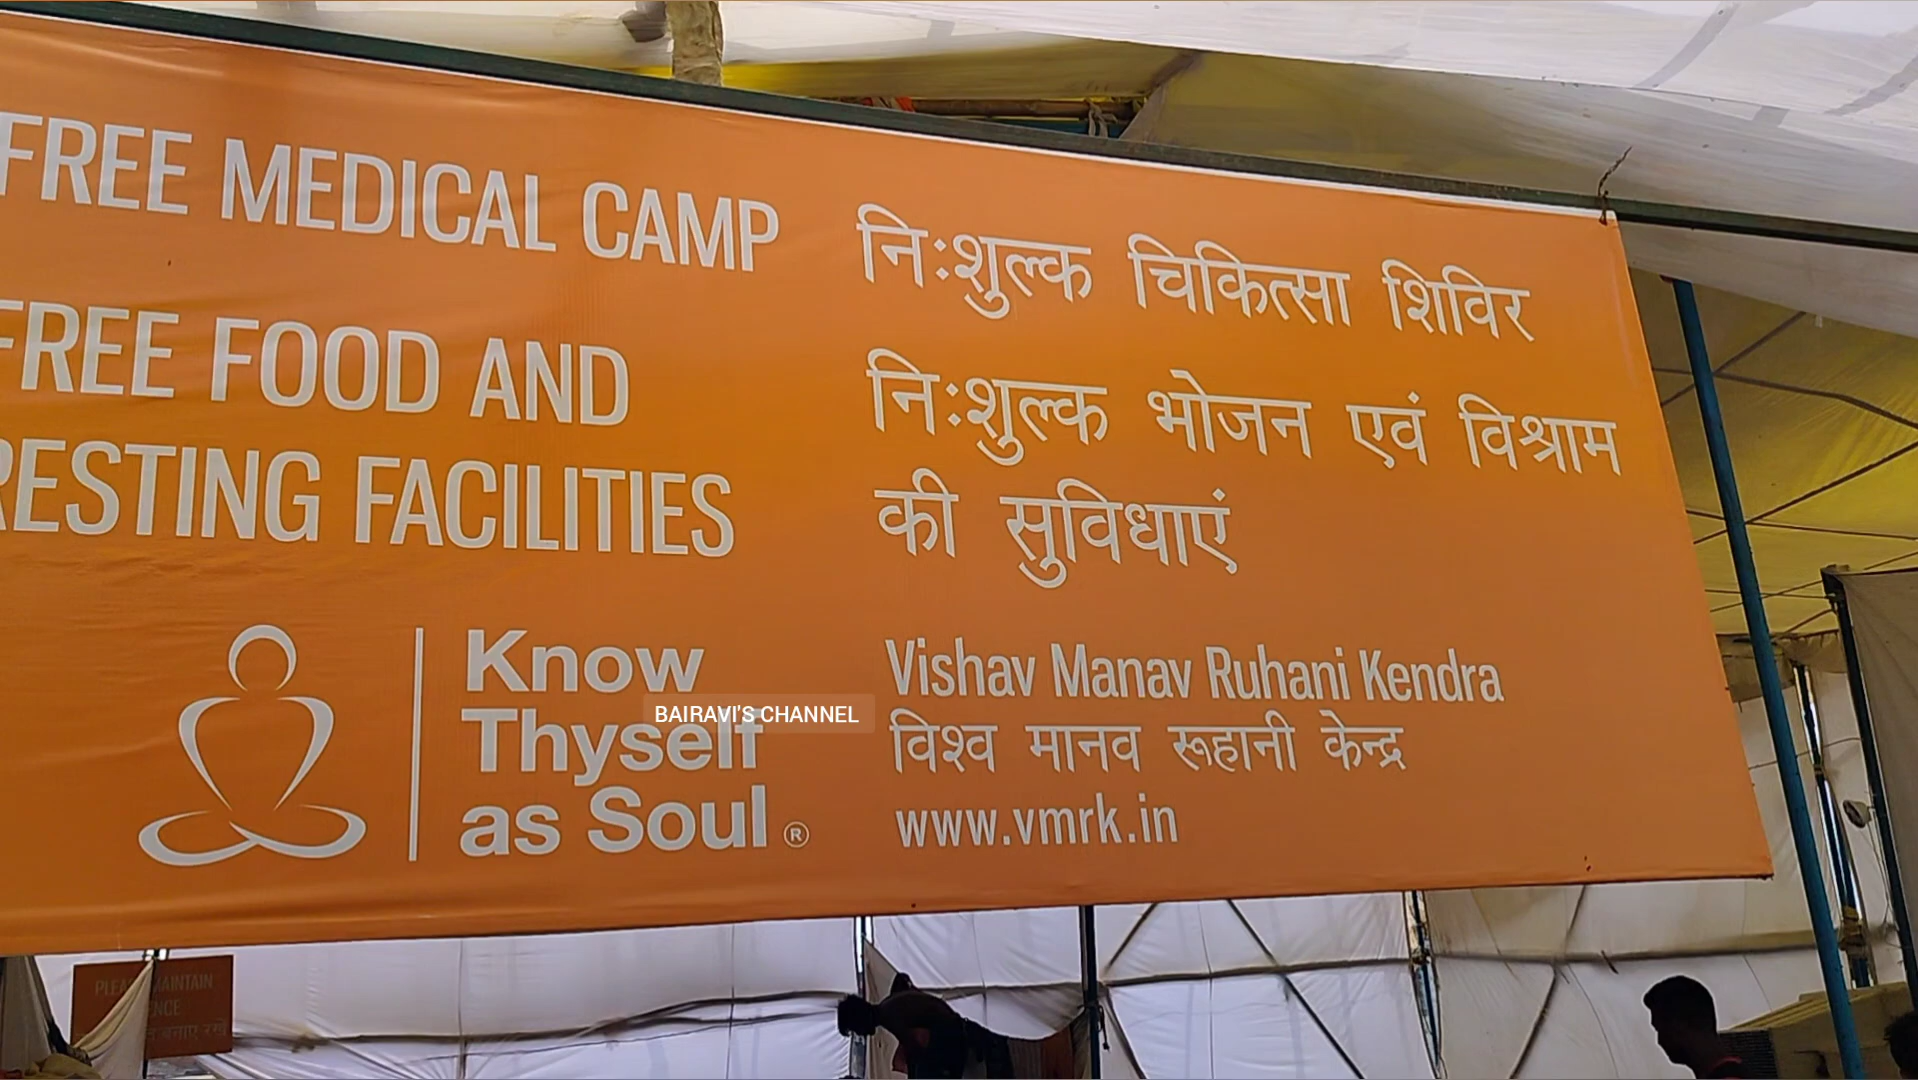 FREE MEDICAL CAMP
FREE FOOD AND
RESTING FACILITIES
निःशुल्क चिकित्सा शिविर
निःशुल्क भोजन एवं विश्राम
की सुविधाएं
Know
Thyself
as Soul ®
BAIRAVI'S CHANNEL
Vishav Manav Ruhani Kendra
विश्व मानव रूहानी केन्द्र
www.vmrk.in
MAINTAIN